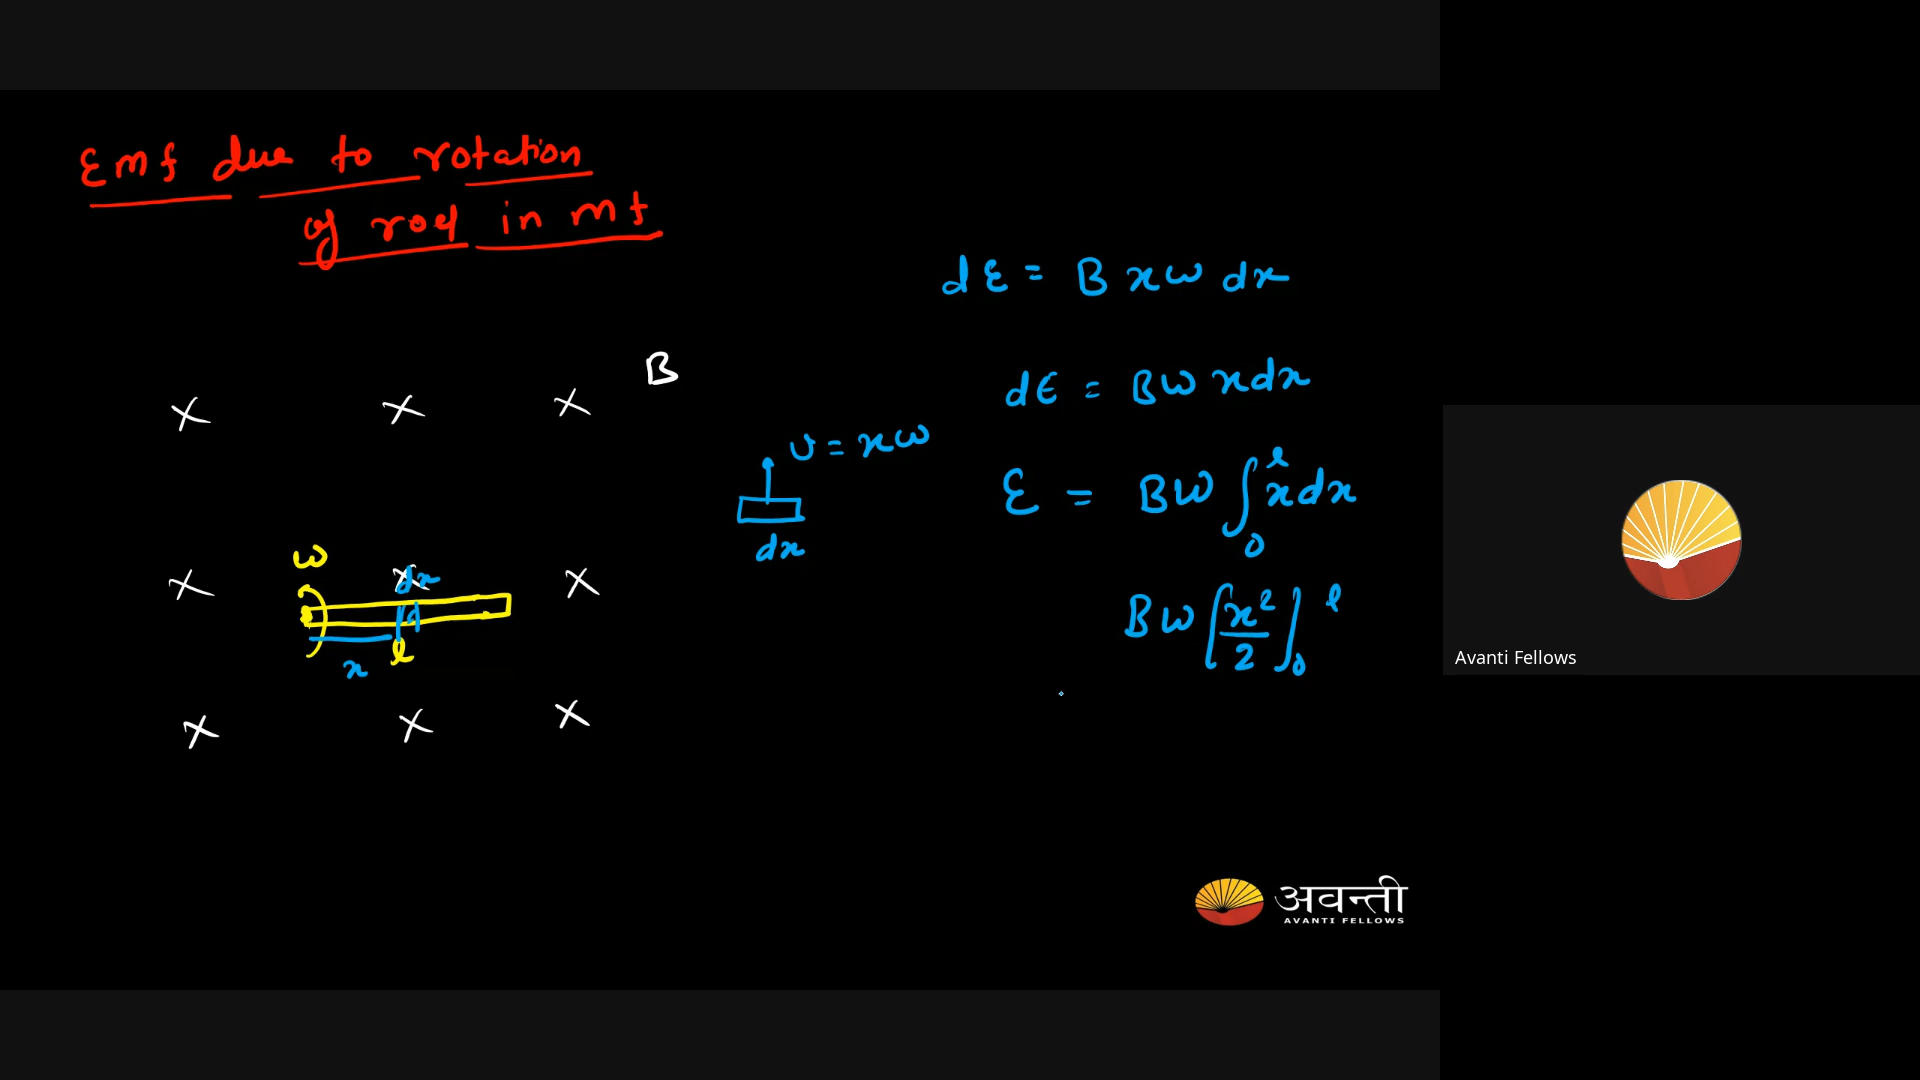 Emf due to rotation
of rod in mf
B
dε = B xω dx
dε = Bω xdx
v = xω
dx
ε = Bω ∫₀ˡ xdx
ω
dx
l
x
Bω [x²/2]₀ˡ
Avanti Fellows
अवन्ती
AVANTI FELLOWS